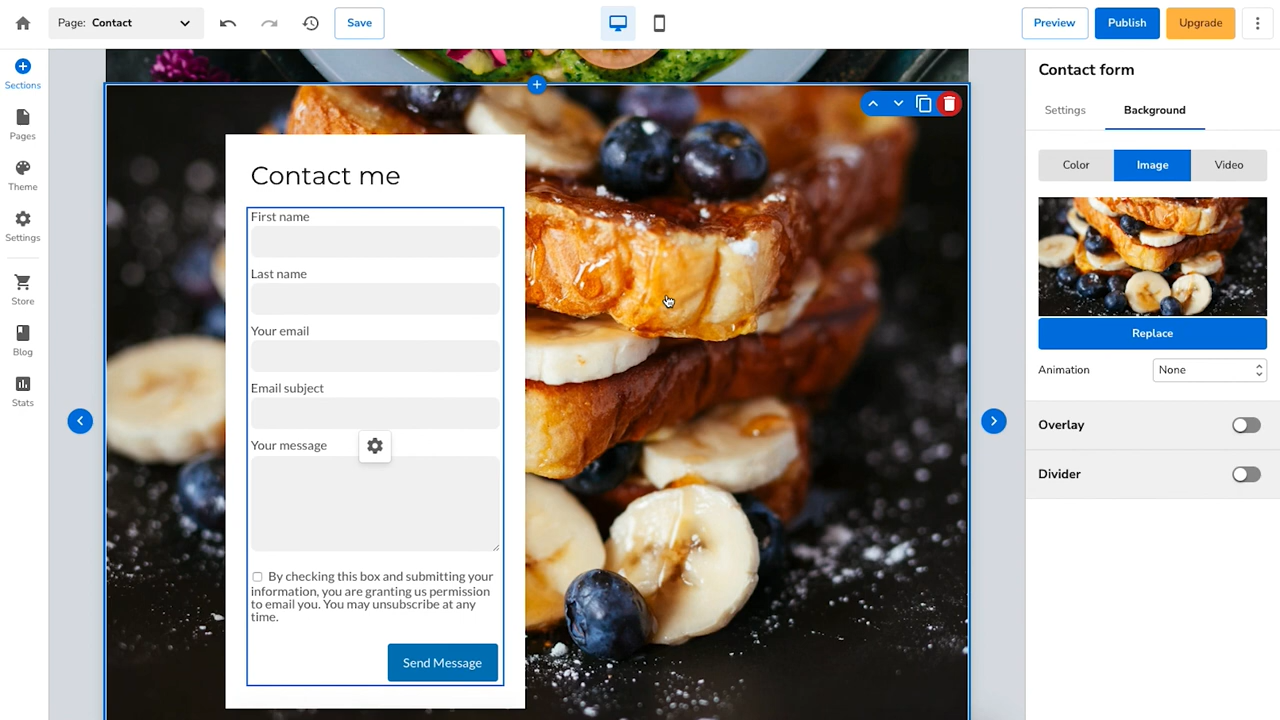 Page: Contact
Save
Preview
Publish
Upgrade
Sections
Pages
Theme
Settings
Store
Blog
Stats
Contact me
First name
Last name
Your email
Email subject
Your message
By checking this box and submitting your
information, you are granting us permission
to email you. You may unsubscribe at any
time.
Send Message
Contact form
Settings
Background
Color
Image
Video
Replace
Animation
None
Overlay
Divider